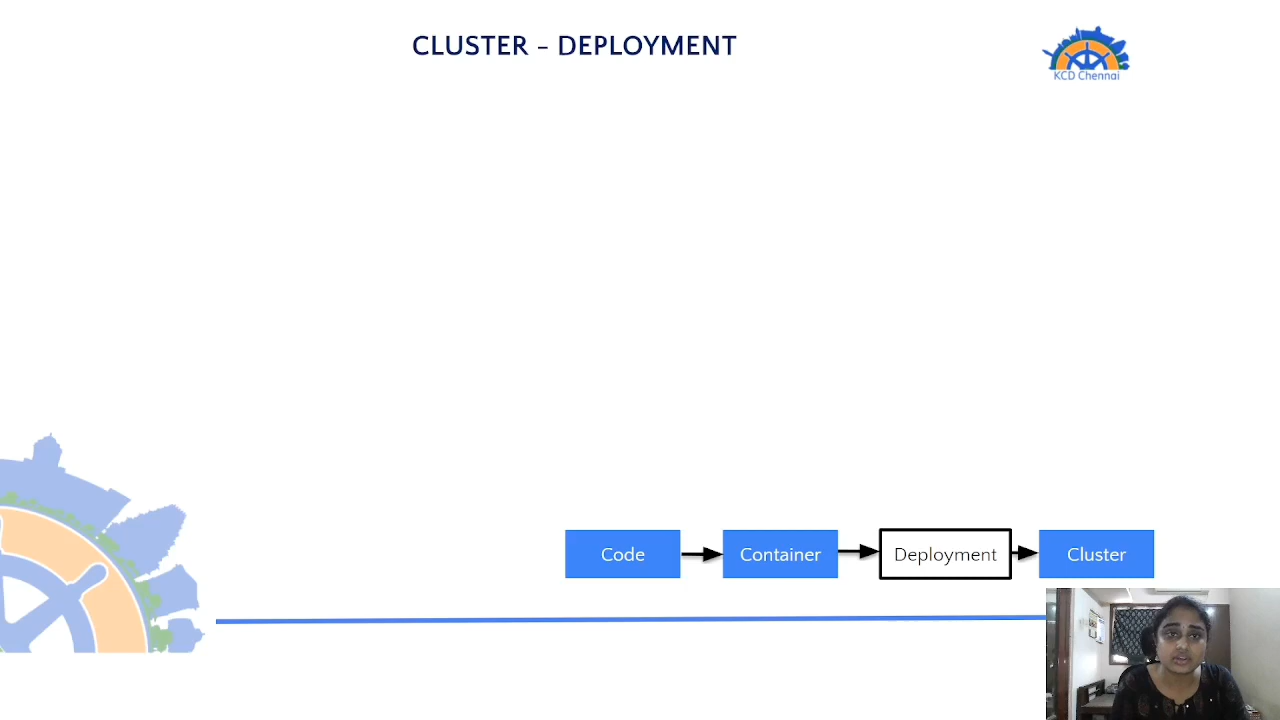 CLUSTER - DEPLOYMENT
KCD Chennai
Code
Container
Deployment
Cluster